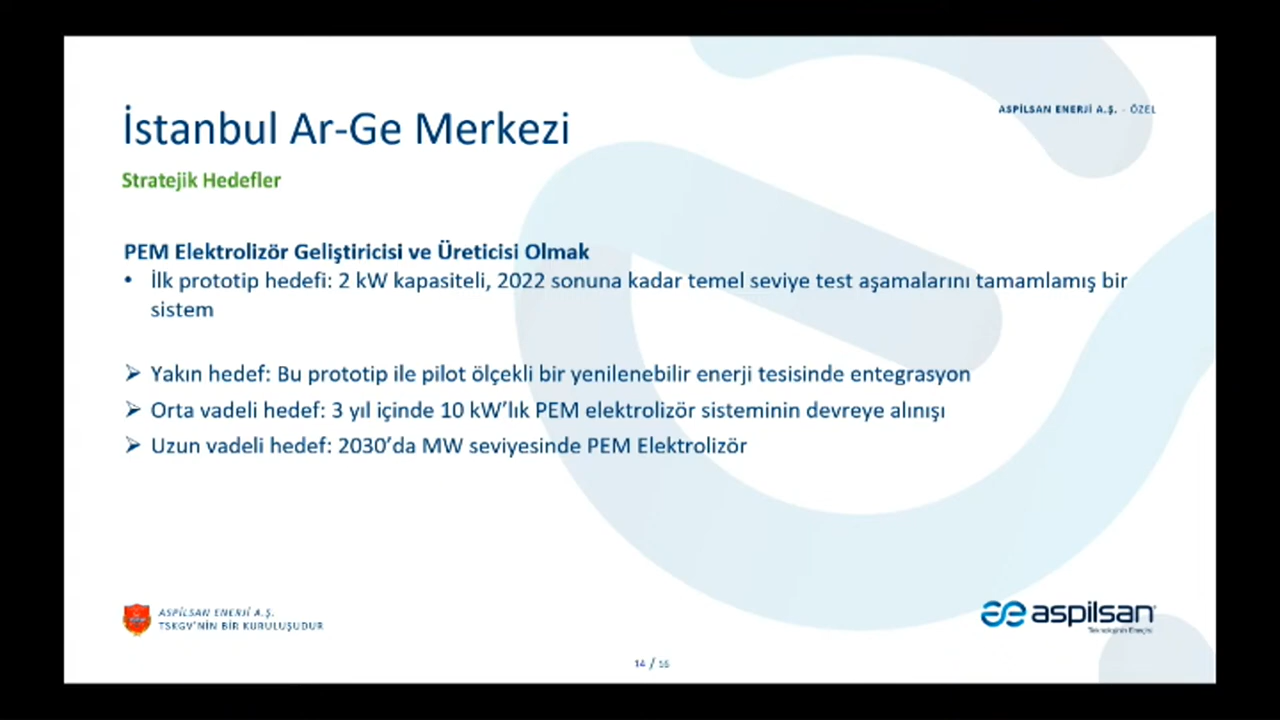 ASPİLSAN ENERJİ A.Ş. - ÖZEL
İstanbul Ar-Ge Merkezi
Stratejik Hedefler
PEM Elektrolizör Geliştiricisi ve Üreticisi Olmak
• İlk prototip hedefi: 2 kW kapasiteli, 2022 sonuna kadar temel seviye test aşamalarını tamamlamış bir
sistem
➢ Yakın hedef: Bu prototip ile pilot ölçekli bir yenilenebilir enerji tesisinde entegrasyon
➢ Orta vadeli hedef: 3 yıl içinde 10 kW’lık PEM elektrolizör sisteminin devreye alınışı
➢ Uzun vadeli hedef: 2030’da MW seviyesinde PEM Elektrolizör
ASPİLSAN ENERJİ A.Ş.
TSKGV’NİN BİR KURULUŞUDUR
aspilsan
Teknolojinin Enerjisi
14 / 16